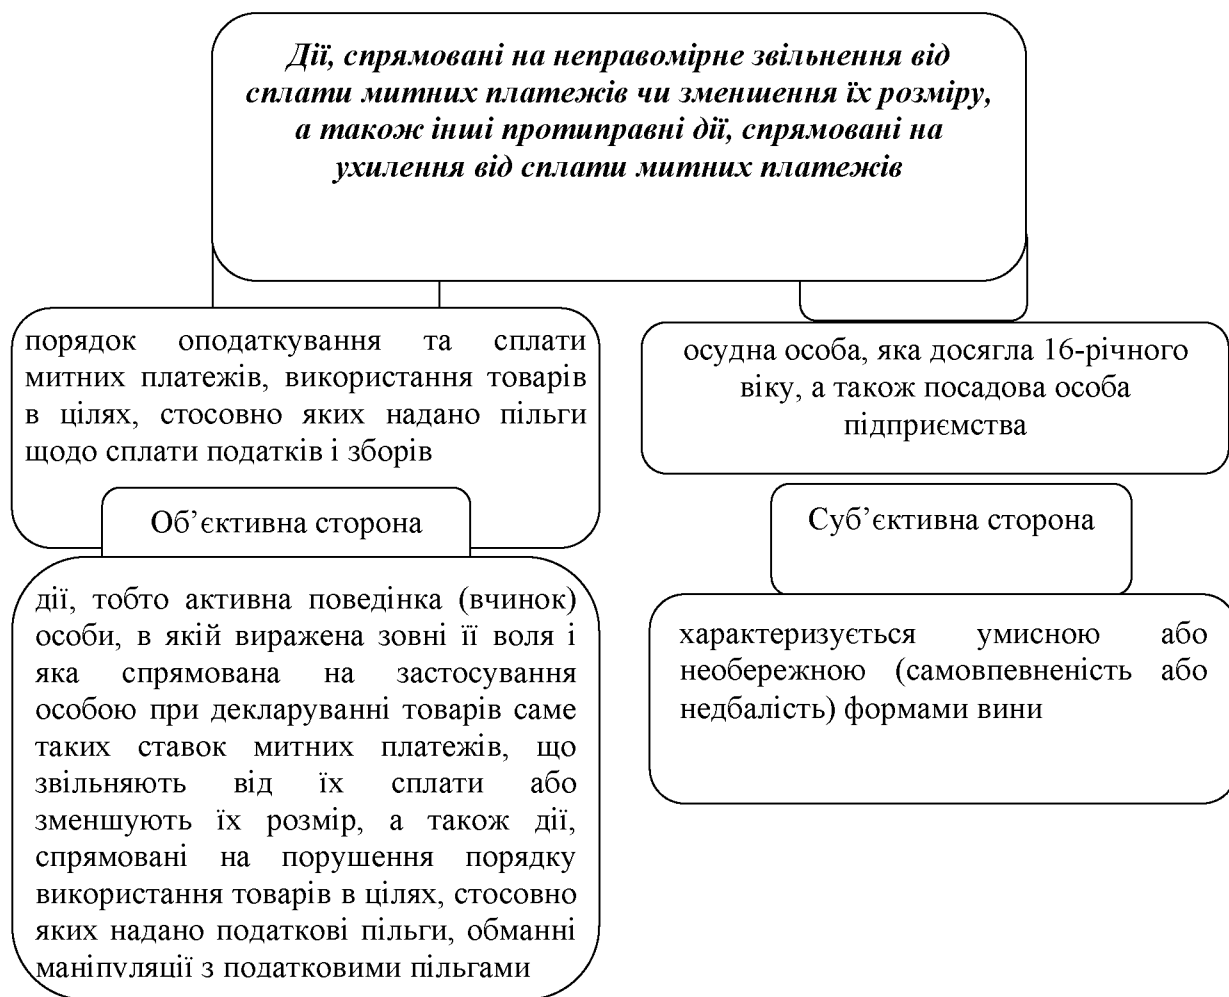 Дії, спрямовані на неправомірне звільнення від
сплати митних платежів чи зменшення їх розміру,
а також інші протиправні дії, спрямовані на
ухилення від сплати митних платежів
порядок оподаткування та сплати
митних платежів, використання товарів
в цілях, стосовно яких надано пільги
щодо сплати податків і зборів
осудна особа, яка досягла 16-річного
віку, а також посадова особа
підприємства
Об’єктивна сторона
Суб’єктивна сторона
дії, тобто активна поведінка (вчинок)
особи, в якій виражена зовні її воля і
яка спрямована на застосування
особою при декларуванні товарів саме
таких ставок митних платежів, що
звільняють від їх сплати або
зменшують їх розмір, а також дії,
спрямовані на порушення порядку
використання товарів в цілях, стосовно
яких надано податкові пільги, обманні
маніпуляції з податковими пільгами
характеризується умисною або
необережною (самовпевненість або
недбалість) формами вини